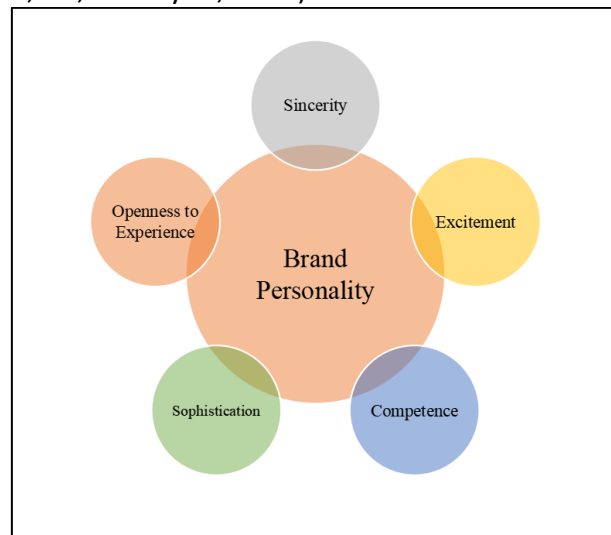 Sincerity
Excitement
Competence
Sophistication
Openness to
Experience
Brand
Personality